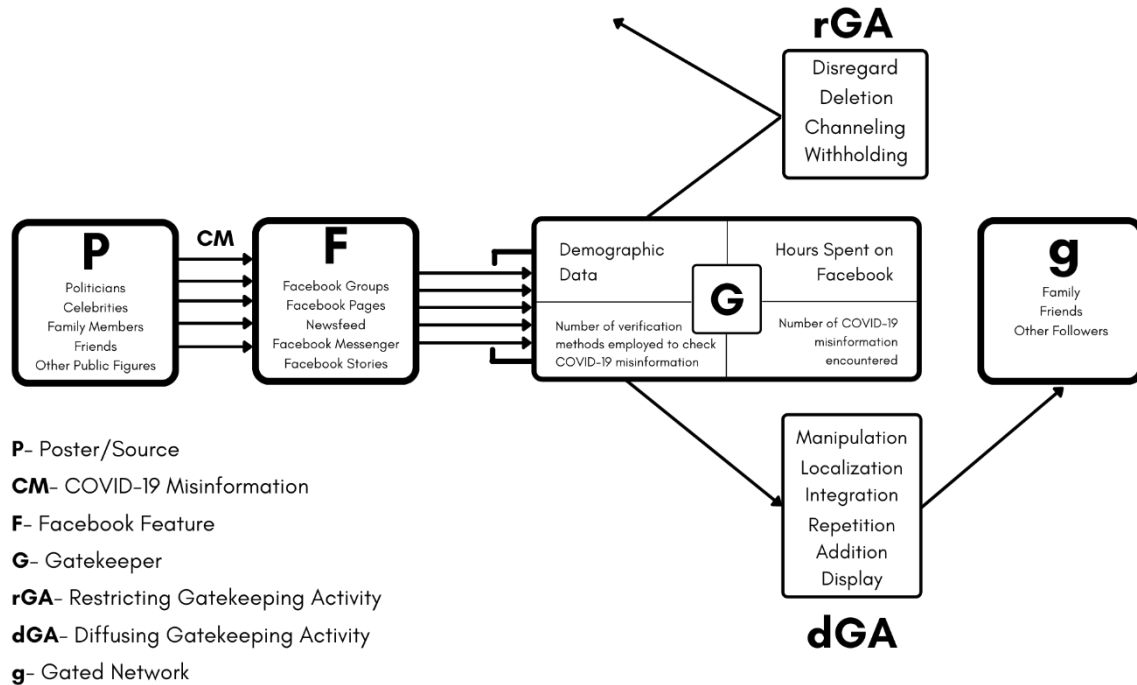 rGA
Disregard
Deletion
Channeling
Withholding
P
Politicians
Celebrities
Family Members
Friends
Other Public Figures
CM
F
Facebook Groups
Facebook Pages
Newsfeed
Facebook Messenger
Facebook Stories
Demographic
Data
Hours Spent on
Facebook
G
Number of verification
methods employed to check
COVID-19 misinformation
Number of COVID-19
misinformation
encountered
g
Family
Friends
Other Followers
Manipulation
Localization
Integration
Repetition
Addition
Display
dGA
P- Poster/Source
CM- COVID-19 Misinformation
F- Facebook Feature
G- Gatekeeper
rGA- Restricting Gatekeeping Activity
dGA- Diffusing Gatekeeping Activity
g- Gated Network